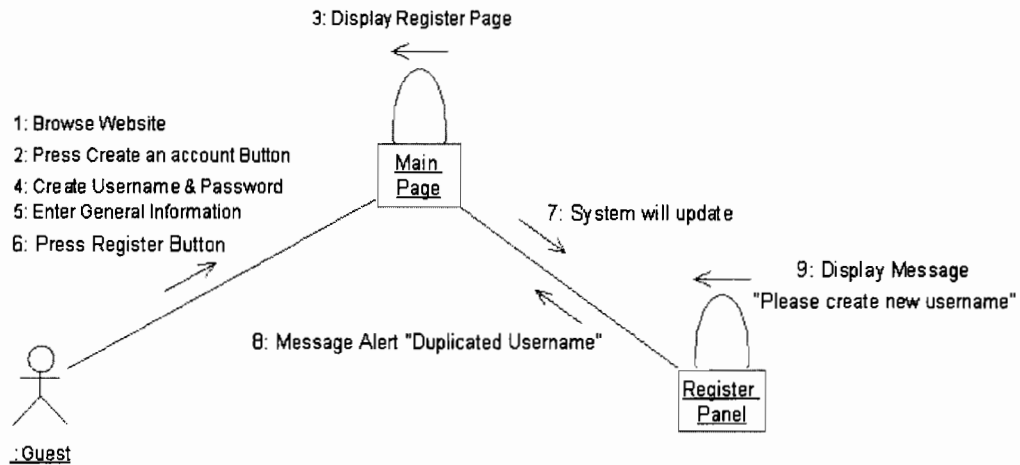 3: Display Register Page
1: Browse Website
2: Press Create an account Button
4: Create Username & Password
5: Enter General Information
6: Press Register Button
Main
Page
7: System will update
9: Display Message
"Please create new username"
8: Message Alert "Duplicated Username"
Register
Panel
:Guest